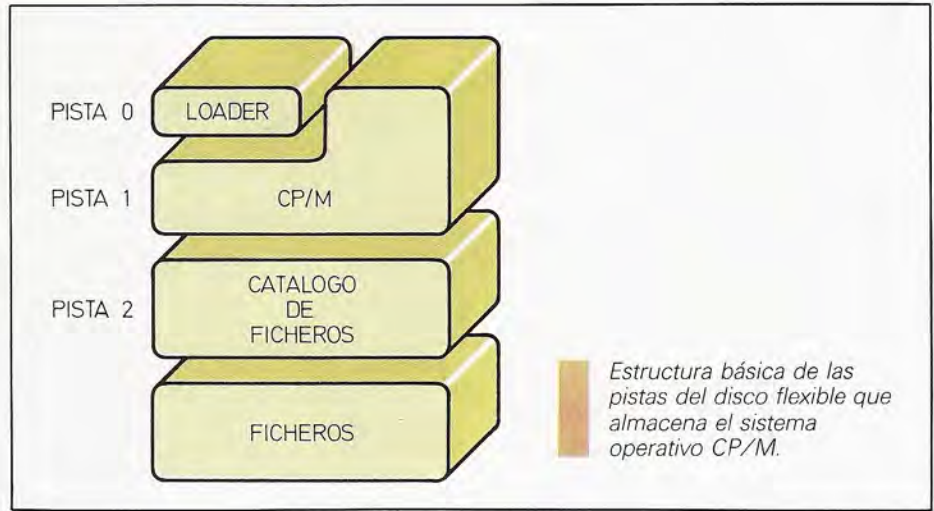 PISTA 0
LOADER
PISTA 1
CP/M
PISTA 2
CATALOGO
DE
FICHEROS
FICHEROS
Estructura básica de las
pistas del disco flexible que
almacena el sistema
operativo CP/M.